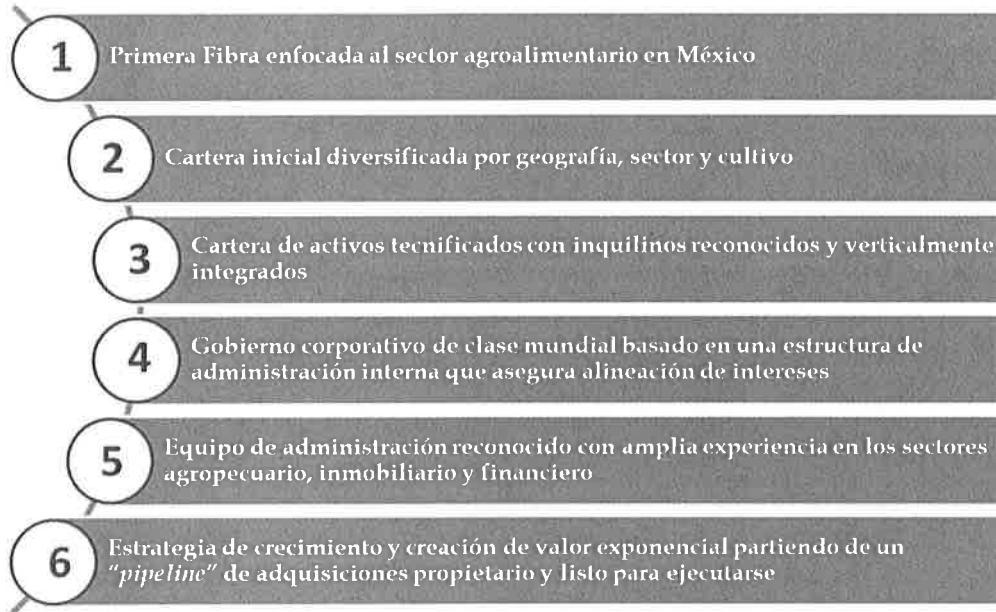 1
Primera Fibra enfocada al sector agroalimentario en México
2
Cartera inicial diversificada por geografía, sector y cultivo
3
Cartera de activos tecnificados con inquilinos reconocidos y verticalmente
integrados
4
Gobierno corporativo de clase mundial basado en una estructura de
administración interna que asegura alineación de intereses
5
Equipo de administración reconocido con amplia experiencia en los sectores
agropecuario, inmobiliario y financiero
6
Estrategia de crecimiento y creación de valor exponencial partiendo de un
"pipeline" de adquisiciones propietario y listo para ejecutarse